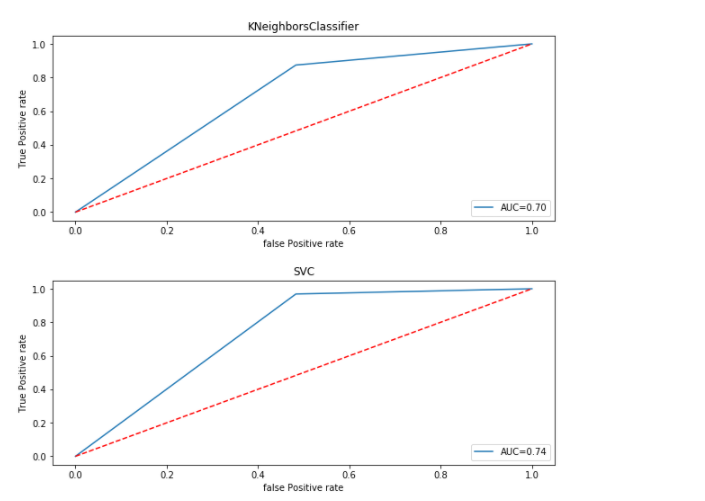 KNeighborsClassifier
1.0
0.8
0.6
0.4
0.2
0.0
True Positive rate
AUC=0.70
0.0 0.2 0.4 0.6 0.8 1.0
false Positive rate
SVC
1.0
0.8
0.6
0.4
0.2
0.0
True Positive rate
AUC=0.74
0.0 0.2 0.4 0.6 0.8 1.0
false Positive rate